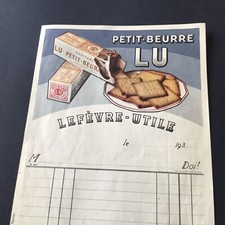 PETIT-BEURRE
LU
LU PETIT-BEURRE
LEFÈVRE-UTILE
le 193
M Doit